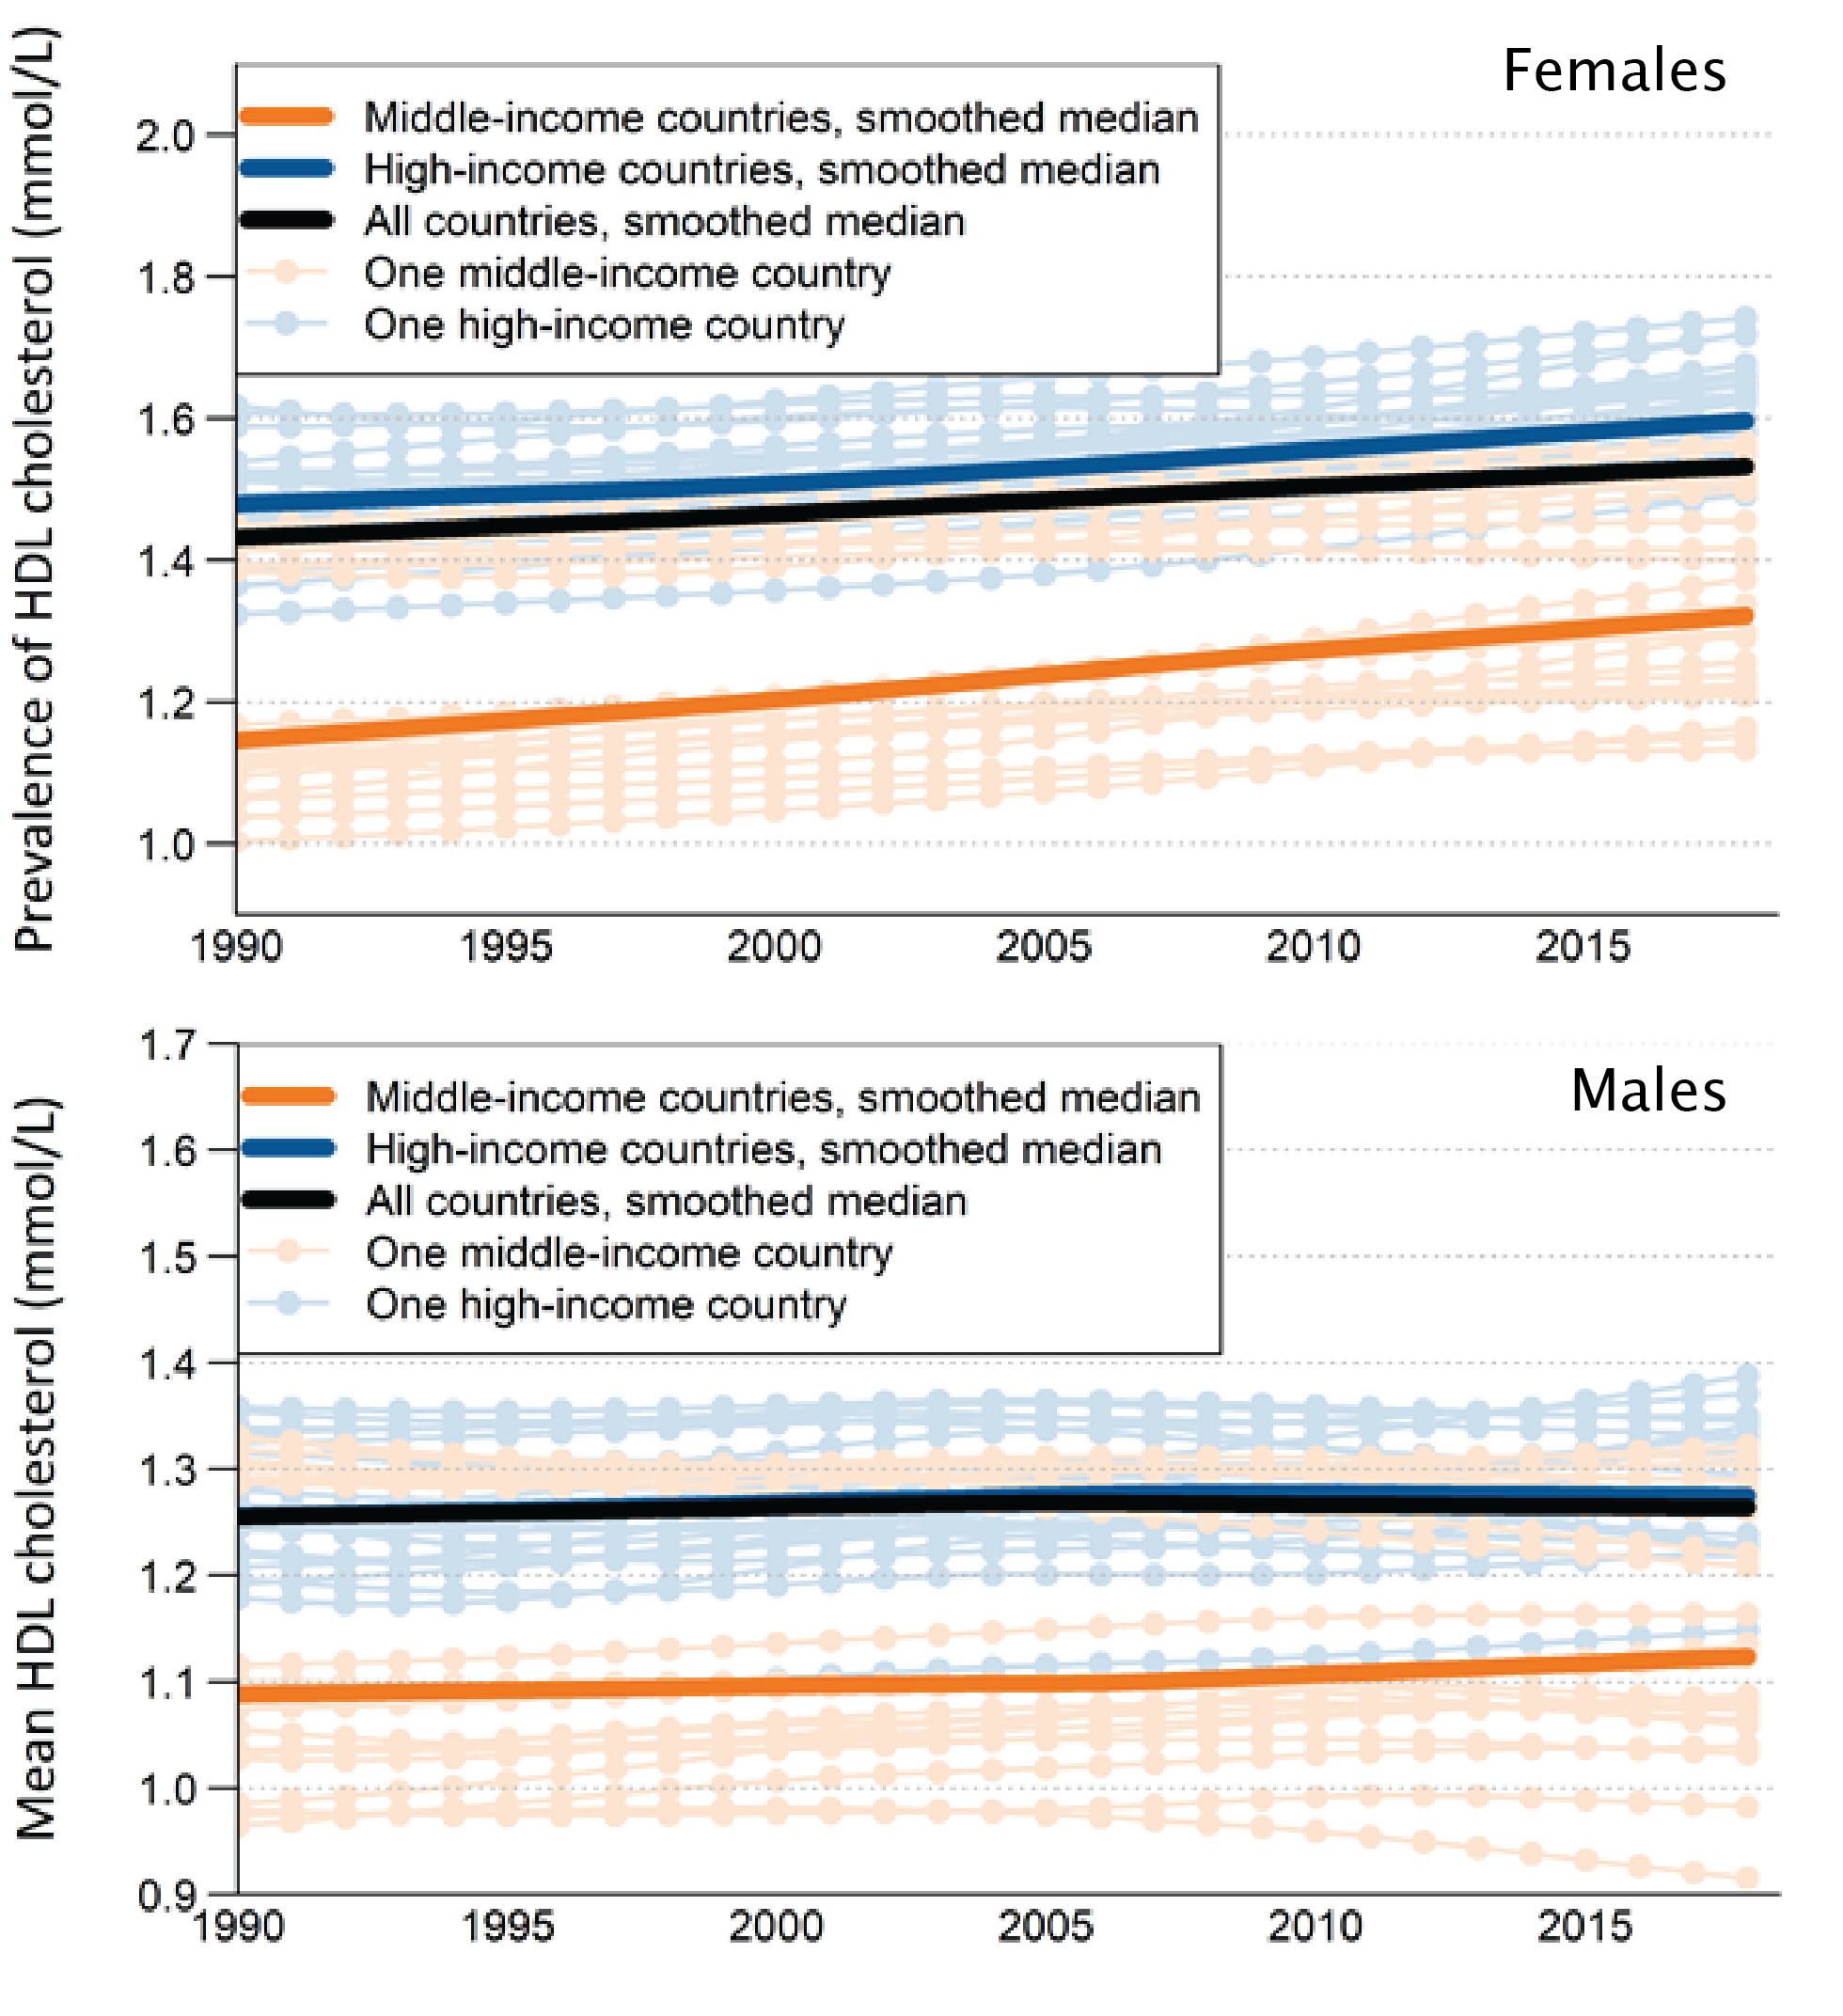 Females
Prevalence of HDL cholesterol (mmol/L)
Middle-income countries, smoothed median
High-income countries, smoothed median
All countries, smoothed median
One middle-income country
One high-income country
2.0
1.8
1.6
1.4
1.2
1.0
1990 1995 2000 2005 2010 2015
Males
Mean HDL cholesterol (mmol/L)
Middle-income countries, smoothed median
High-income countries, smoothed median
All countries, smoothed median
One middle-income country
One high-income country
1.7
1.6
1.5
1.4
1.3
1.2
1.1
1.0
0.9
1990 1995 2000 2005 2010 2015